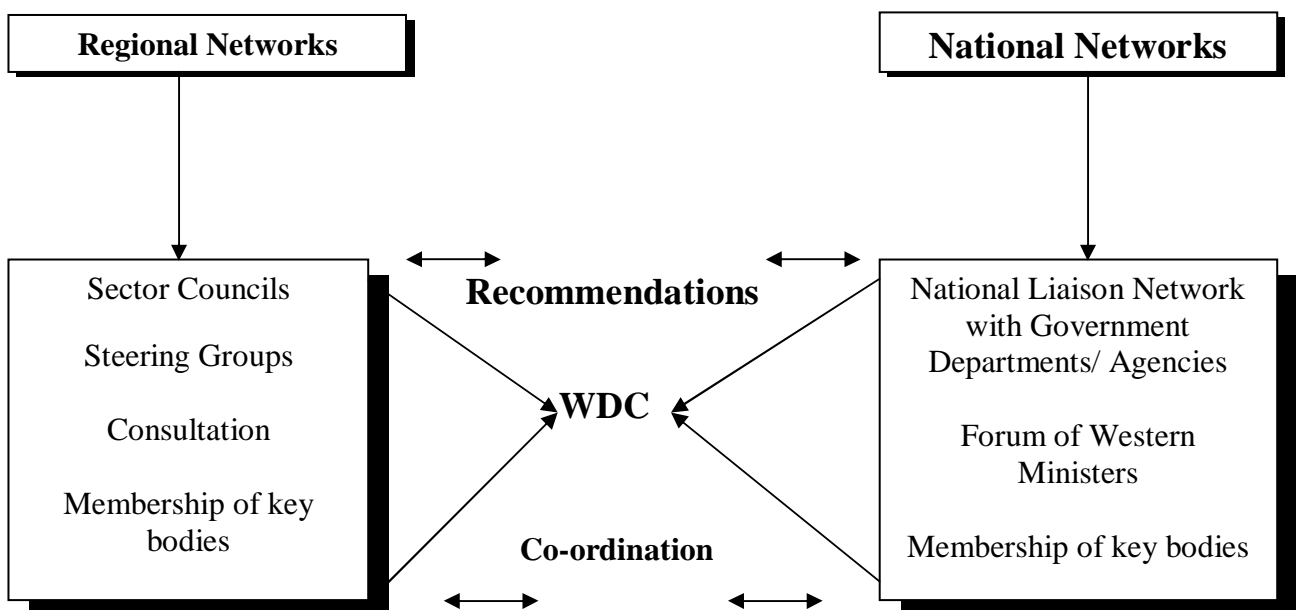 Regional Networks
National Networks
Sector Councils
Steering Groups
Consultation
Membership of key
bodies
Recommendations
WDC
Co-ordination
National Liaison Network
with Government
Departments/ Agencies
Forum of Western
Ministers
Membership of key bodies